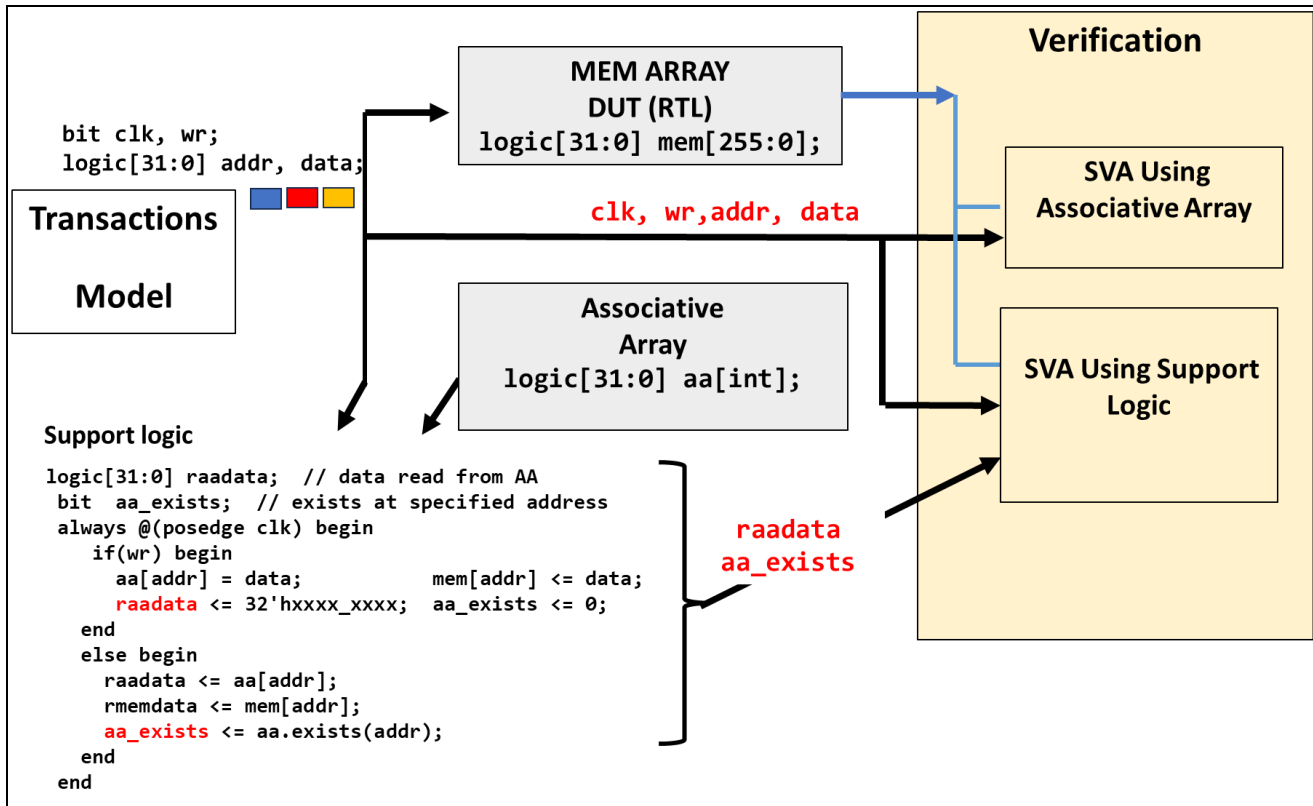 Verification
MEM ARRAY
DUT (RTL)
logic[31:0] mem[255:0];
bit clk, wr;
logic[31:0] addr, data;
Transactions
Model
SVA Using
Associative Array
clk, wr,addr, data
Associative
Array
logic[31:0] aa[int];
SVA Using Support
Logic
Support logic
logic[31:0] raadata;  // data read from AA
bit  aa_exists;  // exists at specified address
always @(posedge clk) begin
if(wr) begin
aa[addr] = data;          mem[addr] <= data;
raadata <= 32'hxxxx_xxxx;  aa_exists <= 0;
end
else begin
raadata <= aa[addr];
rmemdata <= mem[addr];
aa_exists <= aa.exists(addr);
end
end
raadata
aa_exists